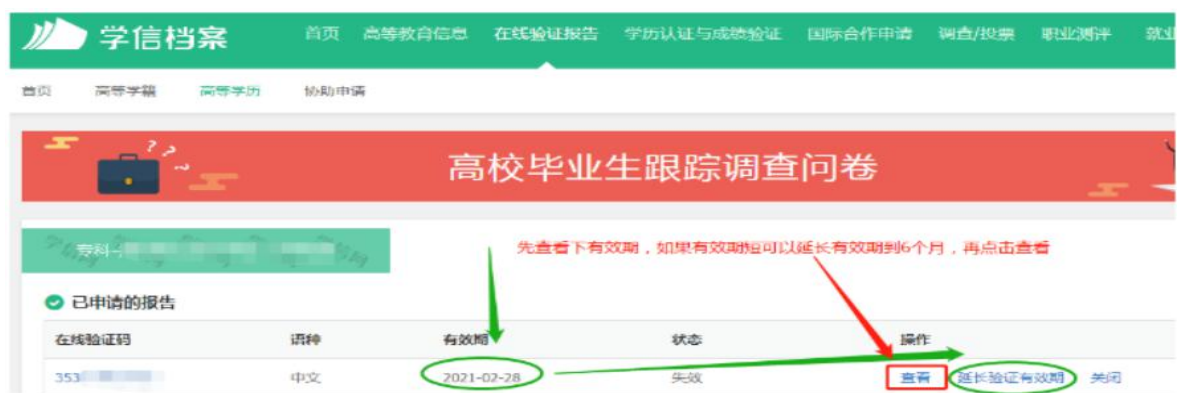 学信档案 首页 高等教育信息 在线验证报告 学历认证与成绩验证 国际合作申请 调查/投票 职业测评 就业
首页 高等学籍 高等学历 协助申请
高校毕业生跟踪调查问卷
专科-
先查看下有效期，如果有效期短可以延长有效期到6个月，再点击查看
已申请的报告
在线验证码 语种 有效期 状态 操作
353 中文 2021-02-28 失效 查看 延长验证有效期 关闭